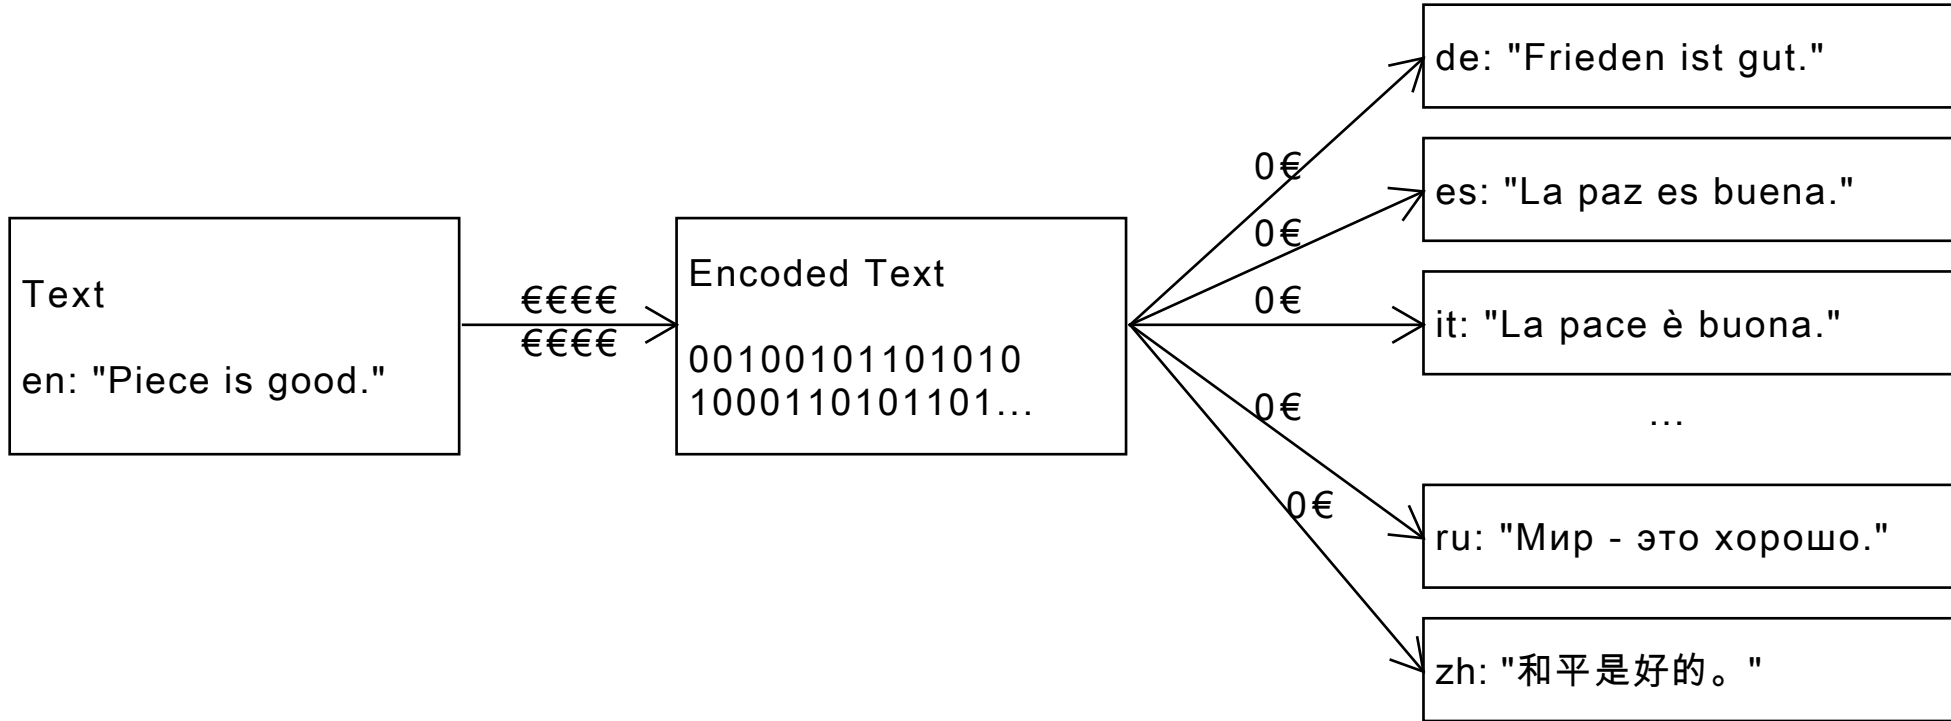 Text
en: "Piece is good."
€€€€
€€€€
Encoded Text
00100101101010
1000110101101...
0€
0€
0€
0€
0€
de: "Frieden ist gut."
es: "La paz es buena."
it: "La pace è buona."
...
ru: "Мир - это хорошо."
zh: "和平是好的。"